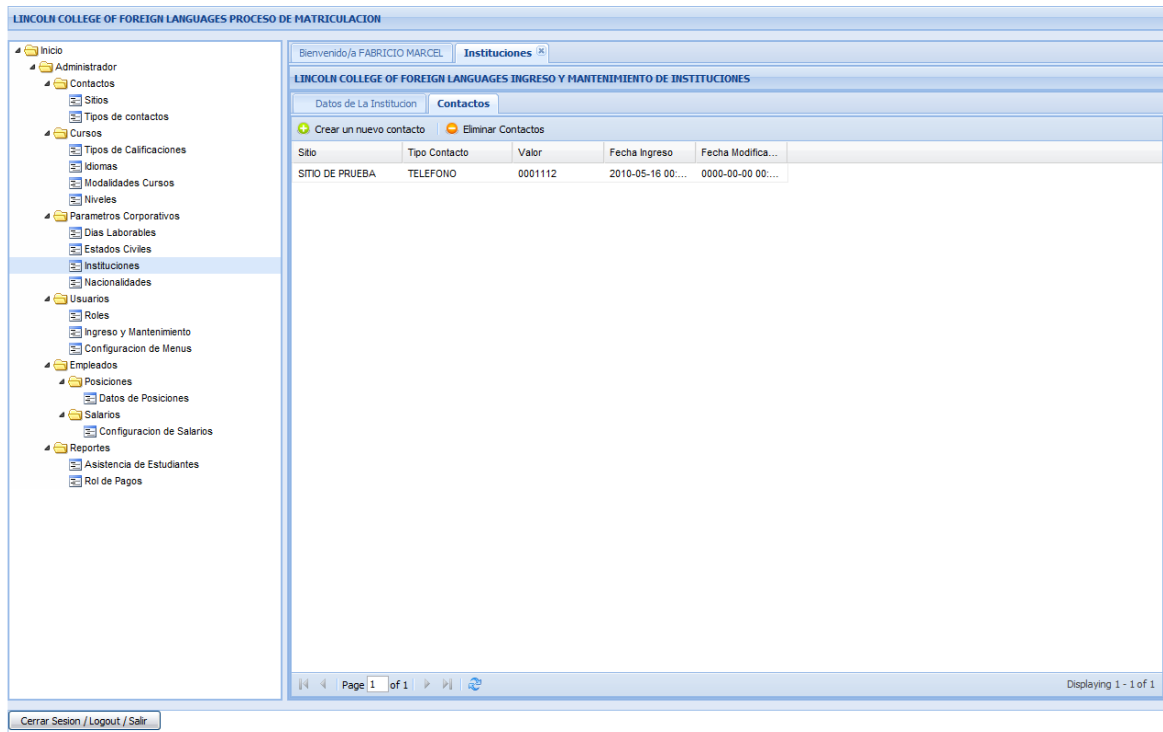 LINCOLN COLLEGE OF FOREIGN LANGUAGES PROCESO DE MATRICULACION
Inicio
Administrador
Contactos
Sitios
Tipos de contactos
Cursos
Tipos de Calificaciones
Idiomas
Modalidades Cursos
Niveles
Parametros Corporativos
Dias Laborables
Estados Civiles
Instituciones
Nacionalidades
Usuarios
Roles
Ingreso y Mantenimiento
Configuracion de Menus
Empleados
Posiciones
Datos de Posiciones
Salarios
Configuracion de Salarios
Reportes
Asistencia de Estudiantes
Rol de Pagos
Bienvenido/a FABRICIO MARCEL Instituciones
LINCOLN COLLEGE OF FOREIGN LANGUAGES INGRESO Y MANTENIMIENTO DE INSTITUCIONES
Datos de La Institucion Contactos
Crear un nuevo contacto Eliminar Contactos
Sitio Tipo Contacto Valor Fecha Ingreso Fecha Modifica...
SITIO DE PRUEBA TELEFONO 0001112 2010-05-16 00:... 0000-00-00 00:...
Page 1 of 1 Displaying 1 - 1 of 1
Cerrar Sesion / Logout / Salir